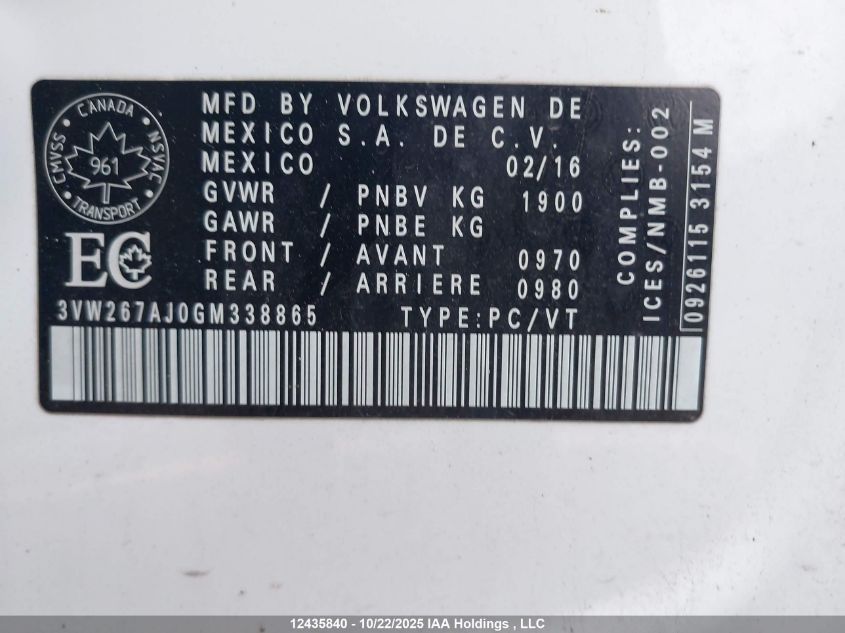 CANADA
CMVSS NSVAC
961
TRANSPORT
EC
MFD BY VOLKSWAGEN DE
MEXICO S.A. DE C.V.
MEXICO 02/16
GVWR / PNBV KG 1900
GAWR / PNBE KG
FRONT / AVANT 0970
REAR / ARRIERE 0980
3VW267AJ0GM338865 TYPE:PC/VT
COMPLIES:
ICES/NMB-002
0926115 3154 M
12435840 - 10/22/2025 IAA Holdings , LLC